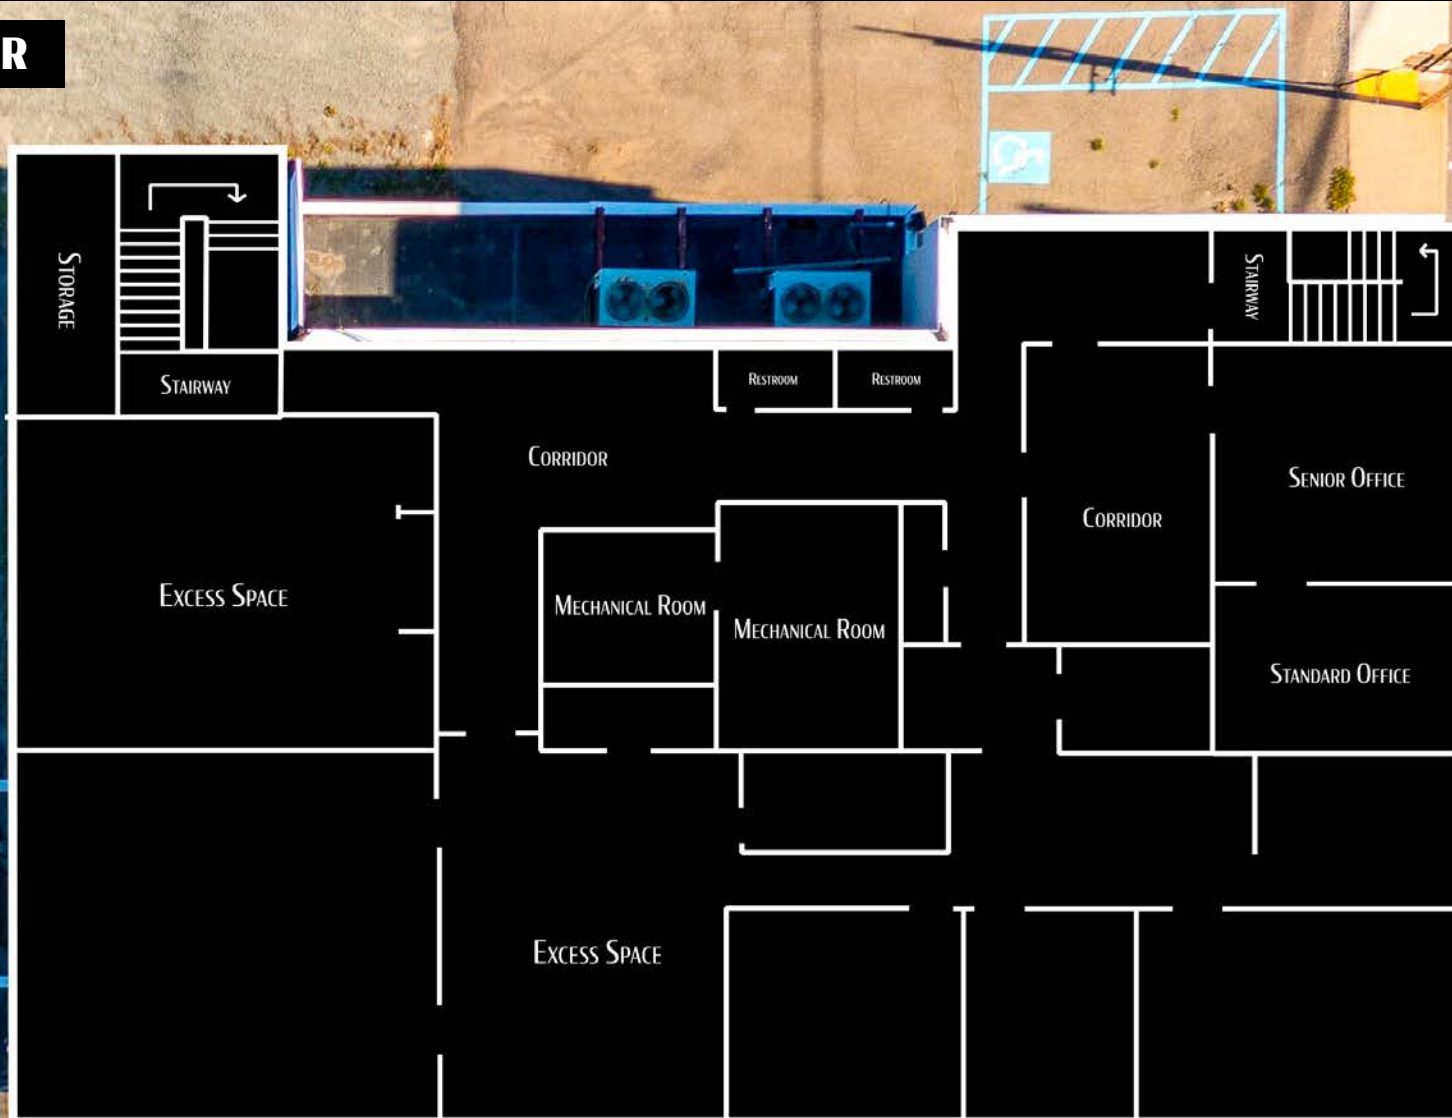 R
Storage
Stairway
Stairway
Restroom
Restroom
Corridor
Senior Office
Corridor
Excess Space
Mechanical Room
Mechanical Room
Standard Office
Excess Space